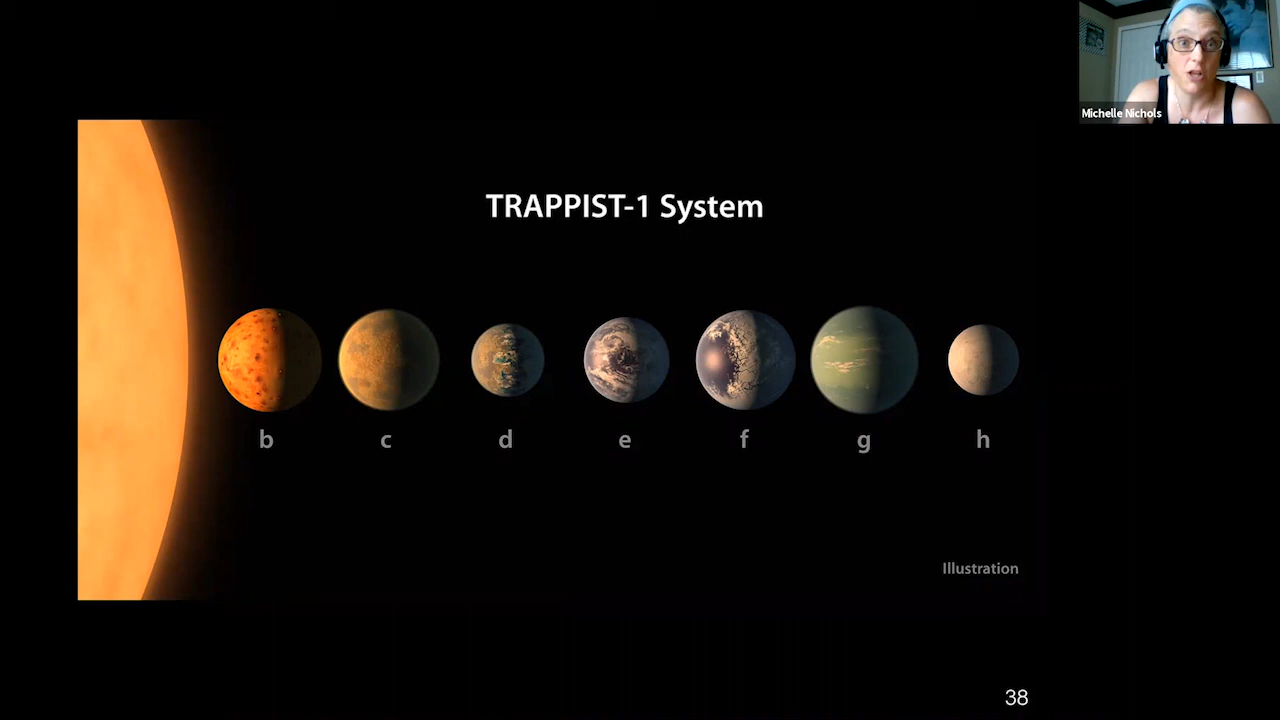 Michelle Nichols
TRAPPIST-1 System
b c d e f g h
Illustration
38